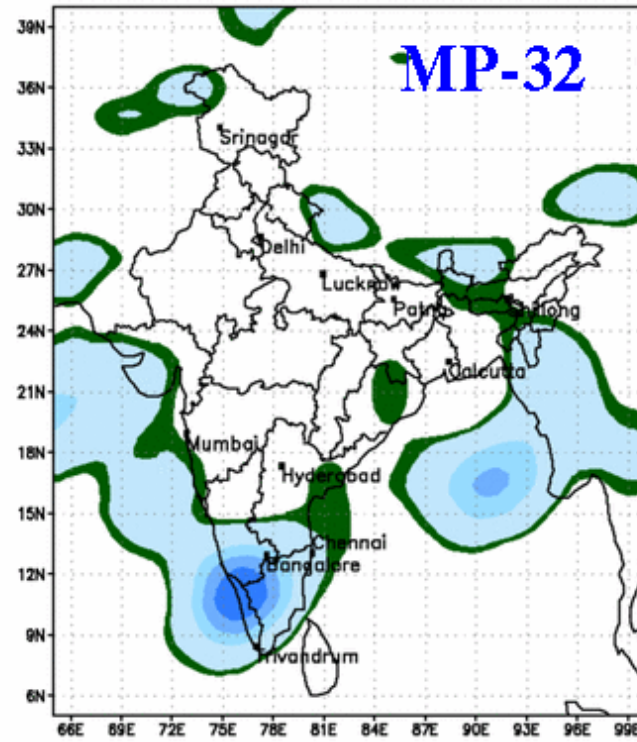 39N
MP-32
36N
Srinagar
33N
30N
Delhi
27N
Lucknow
Patna
Shillong
24N
Calcutta
21N
Mumbai
18N
Hyderabad
15N
Chennai
Bangalore
12N
9N
Trivandrum
6N
66E 69E 72E 75E 78E 81E 84E 87E 90E 93E 96E 99E